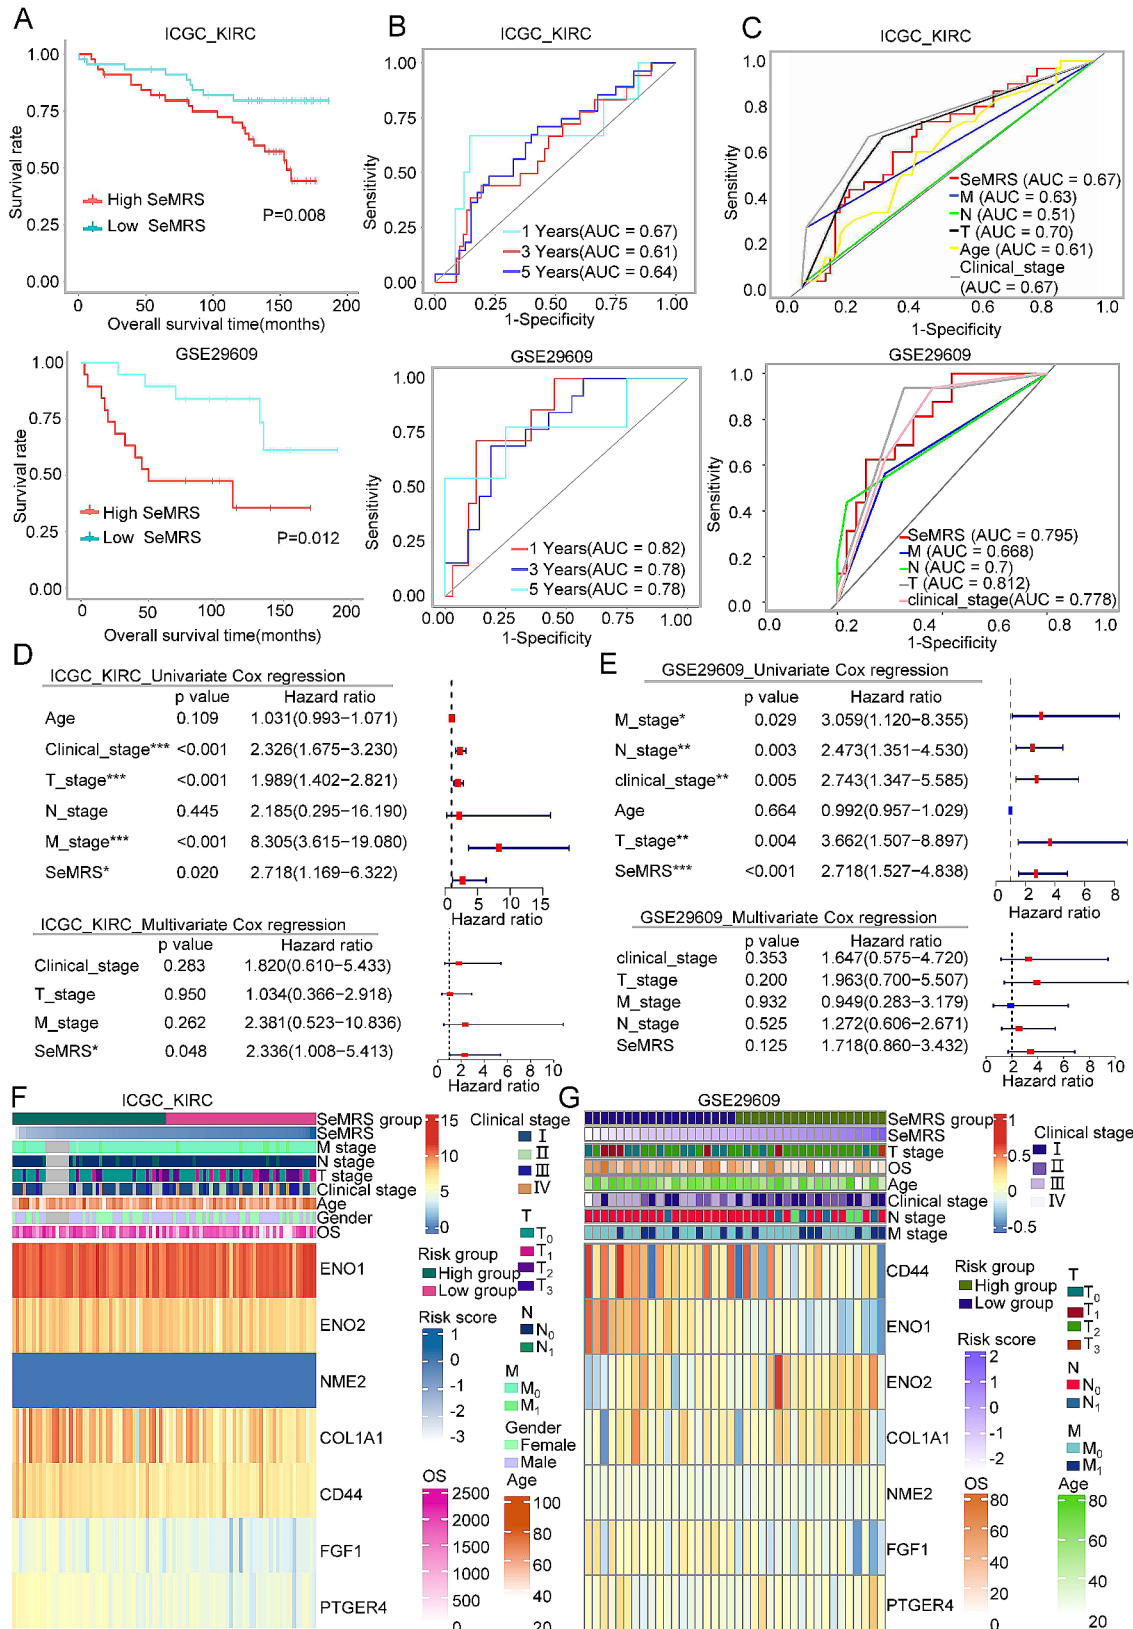 A
ICGC_KIRC
1.00
0.75
0.50
0.25
0.00
Survival rate
High SeMRS
Low SeMRS
P=0.008
0 50 100 150 200
Overall survival time(months)
GSE29609
1.00
0.75
0.50
0.25
0.00
Survival rate
High SeMRS
Low SeMRS
P=0.012
0 50 100 150 200
Overall survival time(months)
B
ICGC_KIRC
1.00
0.75
0.50
0.25
0.00
Sensitivity
1 Years(AUC = 0.67)
3 Years(AUC = 0.61)
5 Years(AUC = 0.64)
0.00 0.25 0.50 0.75 1.00
1-Specificity
GSE29609
1.00
0.75
0.50
0.25
0.00
Sensitivity
1 Years(AUC = 0.82)
3 Years(AUC = 0.78)
5 Years(AUC = 0.78)
0.00 0.25 0.50 0.75 1.00
1-Specificity
C
ICGC_KIRC
1.0
0.8
0.6
0.4
0.2
0.0
Sensitivity
SeMRS (AUC = 0.67)
M (AUC = 0.63)
N (AUC = 0.51)
T (AUC = 0.70)
Age (AUC = 0.61)
Clinical_stage
(AUC = 0.67)
0.2 0.4 0.6 0.8 1.0
1-Specificity
GSE29609
1.0
0.8
0.6
0.4
0.2
0.0
Sensitivity
SeMRS (AUC = 0.795)
M (AUC = 0.668)
N (AUC = 0.7)
T (AUC = 0.812)
clinical_stage(AUC = 0.778)
0.0 0.2 0.4 0.6 0.8 1.0
1-Specificity
D
ICGC_KIRC_Univariate Cox regression
p value Hazard ratio
Age 0.109 1.031(0.993−1.071)
Clinical_stage*** <0.001 2.326(1.675−3.230)
T_stage*** <0.001 1.989(1.402−2.821)
N_stage 0.445 2.185(0.295−16.190)
M_stage*** <0.001 8.305(3.615−19.080)
SeMRS* 0.020 2.718(1.169−6.322)
0 5 10 15
Hazard ratio
ICGC_KIRC_Multivariate Cox regression
p value Hazard ratio
Clinical_stage 0.283 1.820(0.610−5.433)
T_stage 0.950 1.034(0.366−2.918)
M_stage 0.262 2.381(0.523−10.836)
SeMRS* 0.048 2.336(1.008−5.413)
0 2 4 6 8 10
Hazard ratio
E
GSE29609_Univariate Cox regression
p value Hazard ratio
M_stage* 0.029 3.059(1.120−8.355)
N_stage** 0.003 2.473(1.351−4.530)
clinical_stage** 0.005 2.743(1.347−5.585)
Age 0.664 0.992(0.957−1.029)
T_stage** 0.004 3.662(1.507−8.897)
SeMRS*** <0.001 2.718(1.527−4.838)
0 2 4 6 8
Hazard ratio
GSE29609_Multivariate Cox regression
p value Hazard ratio
clinical_stage 0.353 1.647(0.575−4.720)
T_stage 0.200 1.963(0.700−5.507)
M_stage 0.932 0.949(0.283−3.179)
N_stage 0.525 1.272(0.606−2.671)
SeMRS 0.125 1.718(0.860−3.432)
0 2 4 6 8 10
Hazard ratio
F
ICGC_KIRC
SeMRS group
SeMRS
M stage
N stage
T stage
Clinical stage
Age
Gender
OS
ENO1
ENO2
NME2
COL1A1
CD44
FGF1
PTGER4
15
10
5
0
Risk group
High group
Low group
Risk score
1
0
-1
-2
-3
M
M0
M1
Gender
Female
Male
OS
2500
2000
1500
1000
500
0
Clinical stage
I
II
III
IV
T
T0
T1
T2
T3
N
N0
N1
Age
100
80
60
40
20
G
GSE29609
SeMRS group
SeMRS
T stage
OS
Age
Clinical stage
N stage
M stage
CD44
ENO1
ENO2
COL1A1
NME2
FGF1
PTGER4
1
0.5
0
-0.5
Risk group
High group
Low group
Risk score
2
1
0
-1
-2
OS
80
60
40
20
0
Clinical stage
I
II
III
IV
T
T0
T1
T2
T3
N
N0
N1
M
M0
M1
Age
80
60
40
20